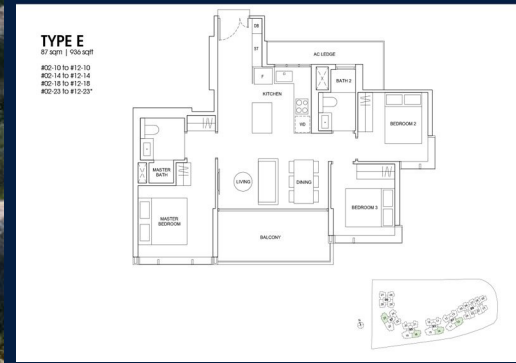 TYPE E
87 sqm | 936 sqft
#02-10 to #12-10
#02-14 to #12-14
#02-18 to #12-18
#02-23 to #12-23*
DB
ST
AC LEDGE
F
BATH 2
KITCHEN
WD
BEDROOM 2
MASTER
BATH
LIVING
DINING
BEDROOM 3
MASTER
BEDROOM
BALCONY